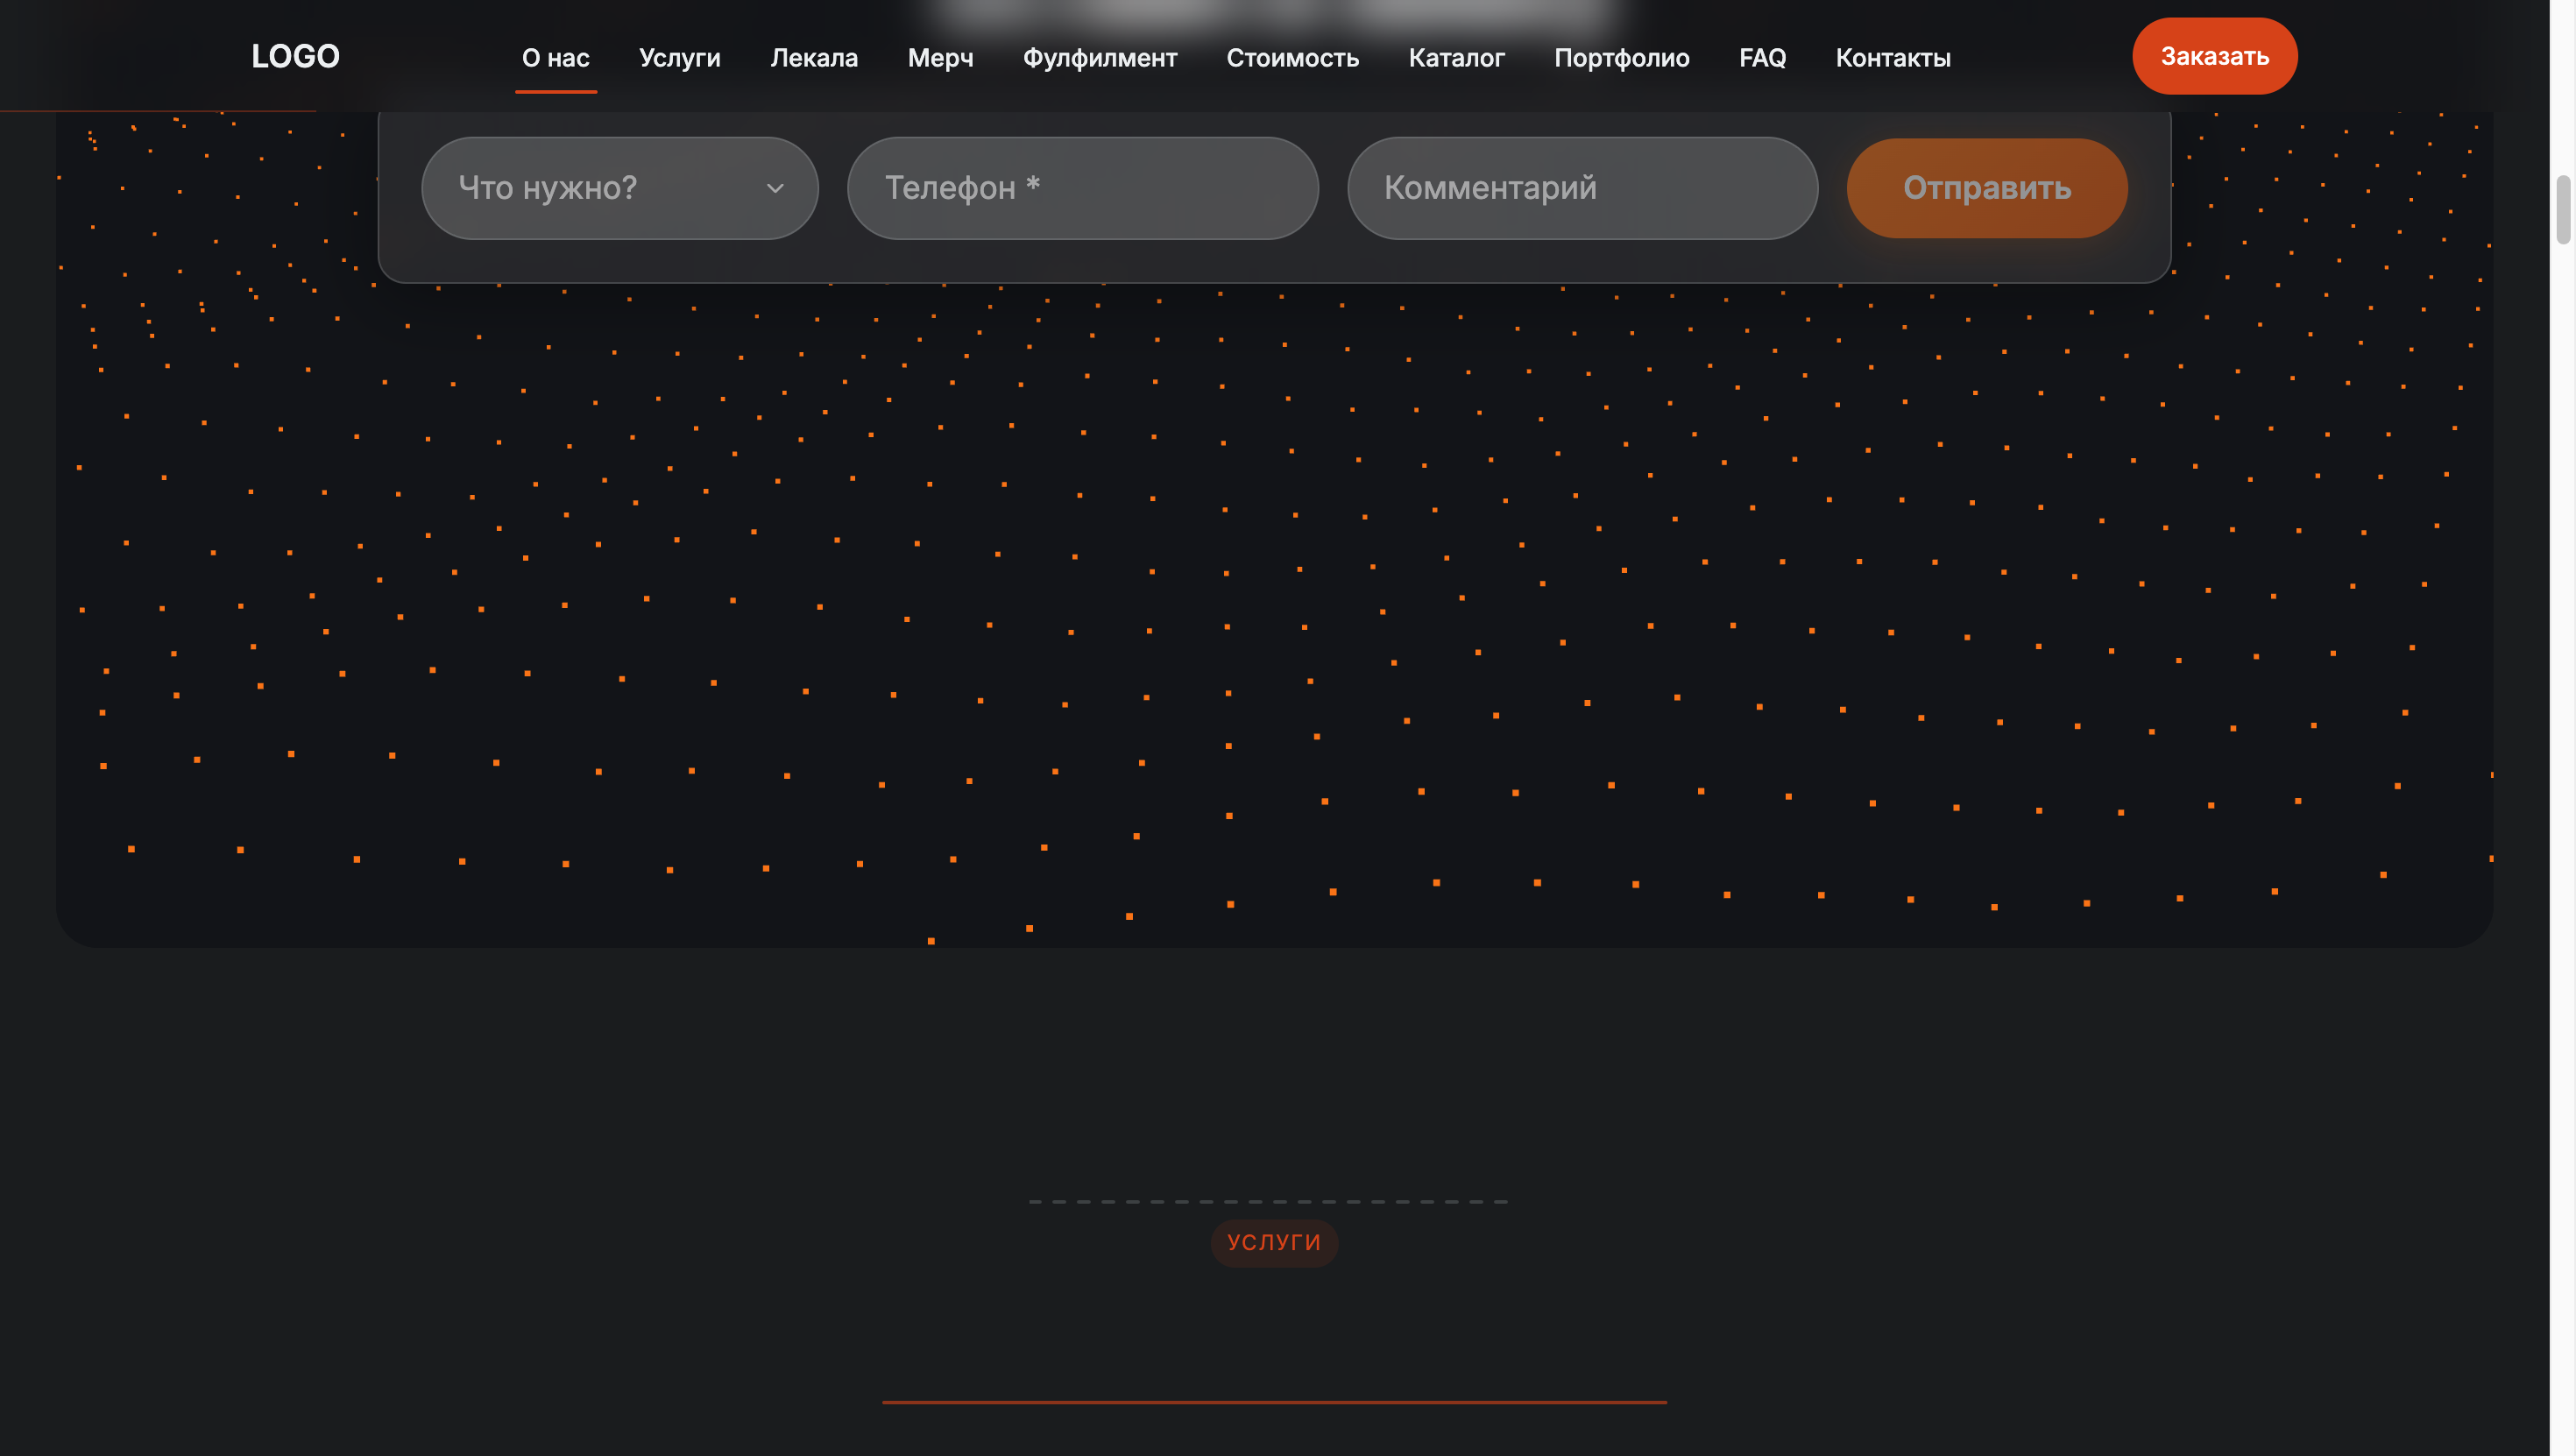 LOGO О нас Услуги Лекала Мерч Фулфилмент Стоимость Каталог Портфолио FAQ Контакты Заказать
Что нужно? Телефон * Комментарий Отправить
УСЛУГИ